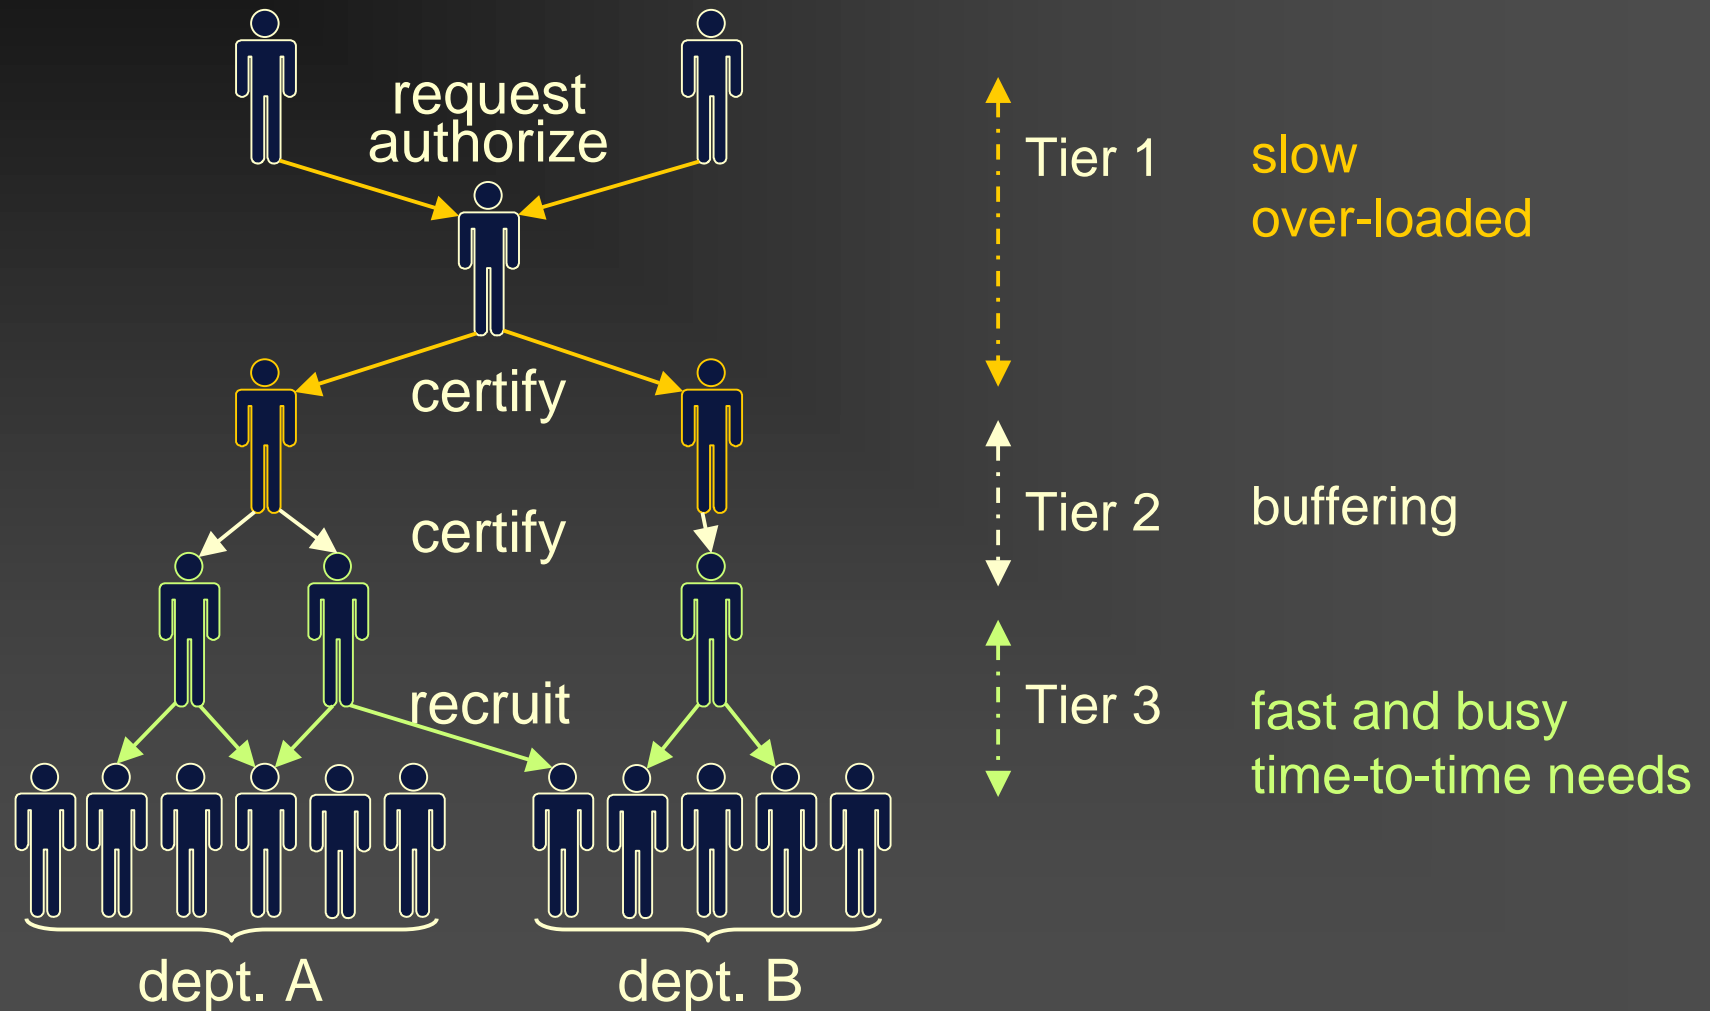 request
authorize
Tier 1
slow
over-loaded
certify
certify
Tier 2
buffering
recruit
Tier 3
fast and busy
time-to-time needs
dept. A
dept. B